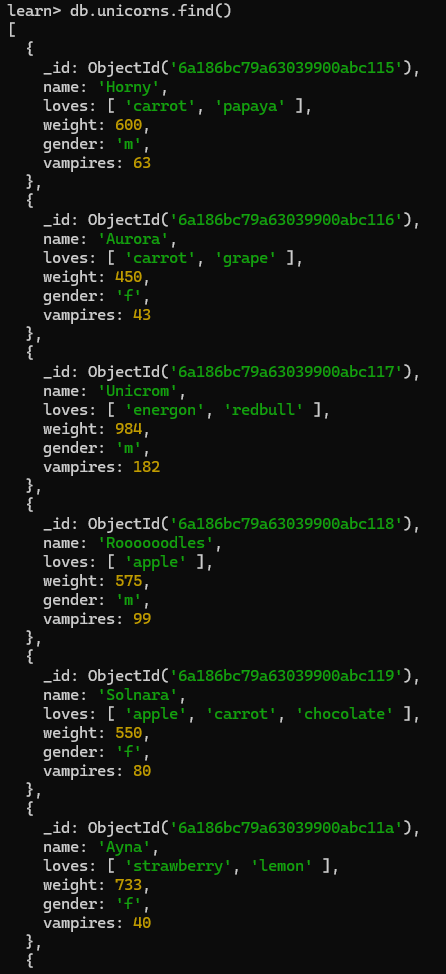 learn> db.unicorns.find()
[
  {
    _id: ObjectId('6a186bc79a63039900abc115'),
    name: 'Horny',
    loves: [ 'carrot', 'papaya' ],
    weight: 600,
    gender: 'm',
    vampires: 63
  },
  {
    _id: ObjectId('6a186bc79a63039900abc116'),
    name: 'Aurora',
    loves: [ 'carrot', 'grape' ],
    weight: 450,
    gender: 'f',
    vampires: 43
  },
  {
    _id: ObjectId('6a186bc79a63039900abc117'),
    name: 'Unicrom',
    loves: [ 'energon', 'redbull' ],
    weight: 984,
    gender: 'm',
    vampires: 182
  },
  {
    _id: ObjectId('6a186bc79a63039900abc118'),
    name: 'Roooooodles',
    loves: [ 'apple' ],
    weight: 575,
    gender: 'm',
    vampires: 99
  },
  {
    _id: ObjectId('6a186bc79a63039900abc119'),
    name: 'Solnara',
    loves: [ 'apple', 'carrot', 'chocolate' ],
    weight: 550,
    gender: 'f',
    vampires: 80
  },
  {
    _id: ObjectId('6a186bc79a63039900abc11a'),
    name: 'Ayna',
    loves: [ 'strawberry', 'lemon' ],
    weight: 733,
    gender: 'f',
    vampires: 40
  },
  {